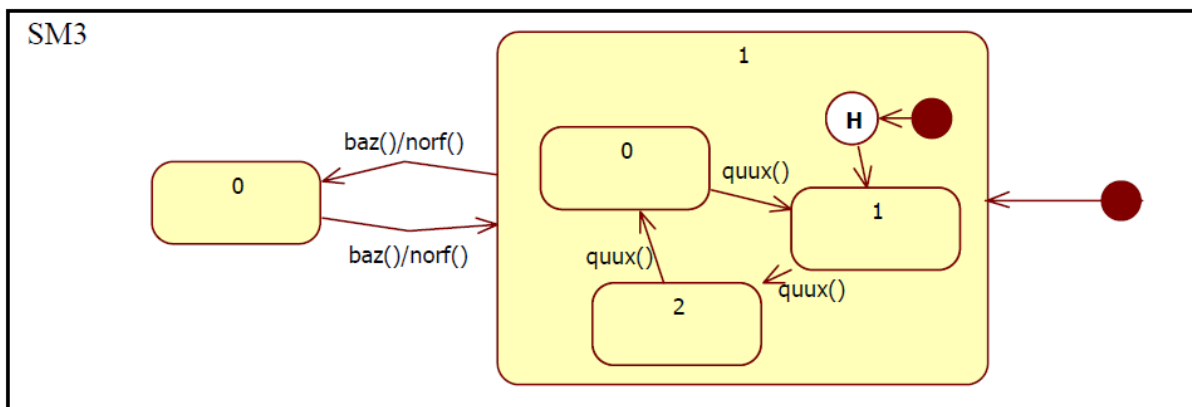 SM3
1
H
baz()/norf()
0
quux()
0
1
baz()/norf()
quux()
quux()
2